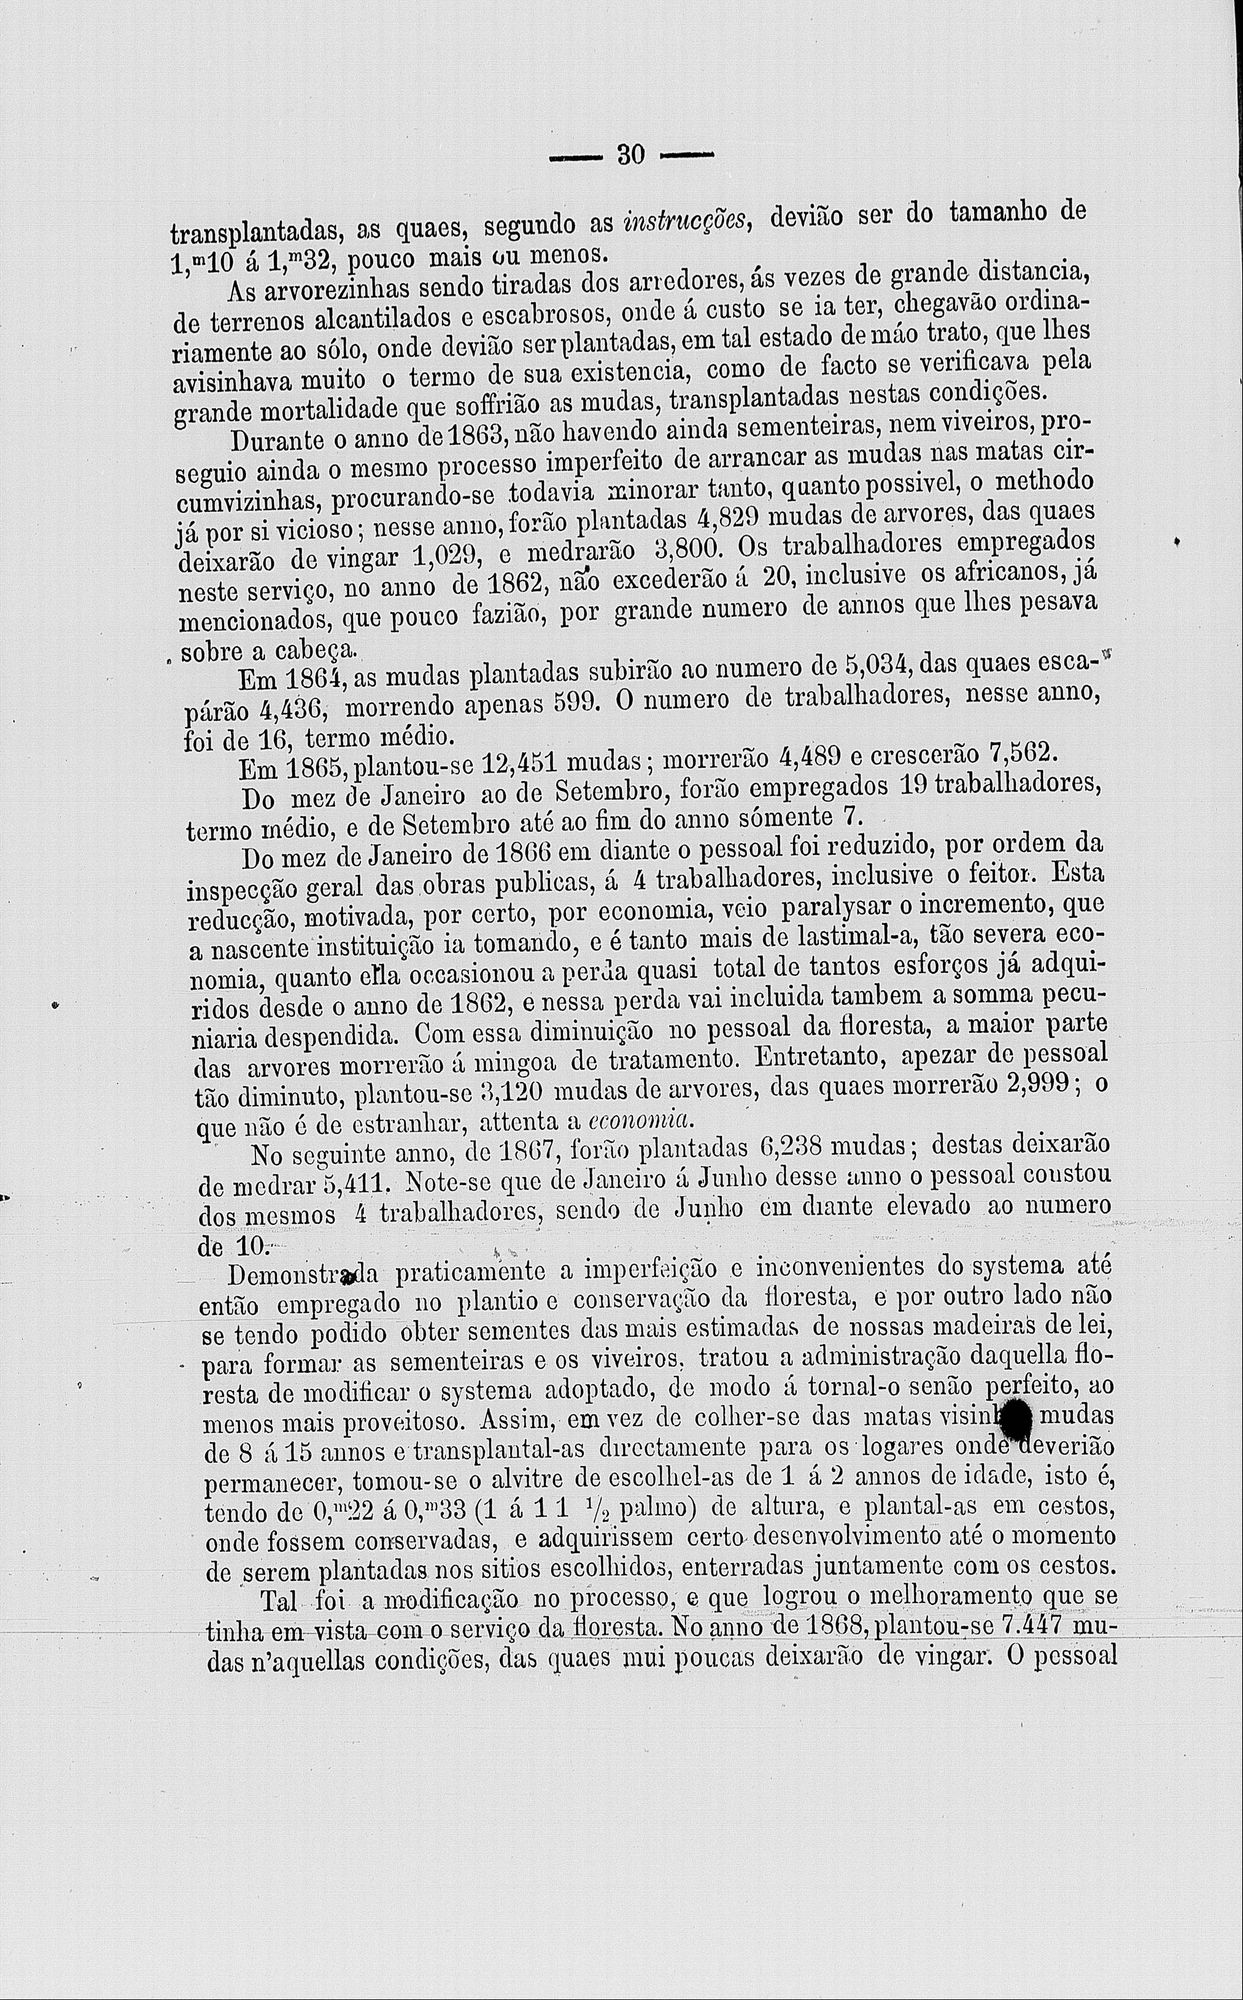 — 30 —
transplantadas, as quaes, segundo as instrucções, devião ser do tamanho de
1,ᵐ10 á 1,ᵐ32, pouco mais ou menos.
As arvorezinhas sendo tiradas dos arredores, ás vezes de grande distancia,
de terrenos alcantilados e escabrosos, onde á custo se ia ter, chegavão ordina-
riamente ao sólo, onde devião ser plantadas, em tal estado de máo trato, que lhes
avisinhava muito o termo de sua existencia, como de facto se verificava pela
grande mortalidade que soffrião as mudas, transplantadas nestas condições.
Durante o anno de 1863, não havendo ainda sementeiras, nem viveiros, pro-
seguio ainda o mesmo processo imperfeito de arrancar as mudas nas matas cir-
cumvizinhas, procurando-se todavia minorar tanto, quanto possivel, o methodo
já por si vicioso; nesse anno, forão plantadas 4,829 mudas de arvores, das quaes
deixarão de vingar 1,029, e medrarão 3,800. Os trabalhadores empregados
neste serviço, no anno de 1862, não excederão á 20, inclusive os africanos, já
mencionados, que pouco fazião, por grande numero de annos que lhes pesava
sobre a cabeça.
Em 1864, as mudas plantadas subirão ao numero de 5,034, das quaes esca-
párão 4,436, morrendo apenas 599. O numero de trabalhadores, nesse anno,
foi de 16, termo médio.
Em 1865, plantou-se 12,451 mudas; morrerão 4,489 e crescerão 7,562.
Do mez de Janeiro ao de Setembro, forão empregados 19 trabalhadores,
termo médio, e de Setembro até ao fim do anno sómente 7.
Do mez de Janeiro de 1866 em diante o pessoal foi reduzido, por ordem da
inspecção geral das obras publicas, á 4 trabalhadores, inclusive o feitor. Esta
reducção, motivada, por certo, por economia, veio paralysar o incremento, que
a nascente instituição ia tomando, e é tanto mais de lastimal-a, tão severa eco-
nomia, quanto ella occasionou a perda quasi total de tantos esforços já adqui-
ridos desde o anno de 1862, e nessa perda vai incluida tambem a somma pecu-
niaria despendida. Com essa diminuição no pessoal da floresta, a maior parte
das arvores morrerão á mingoa de tratamento. Entretanto, apezar de pessoal
tão diminuto, plantou-se 3,120 mudas de arvores, das quaes morrerão 2,999; o
que não é de estranhar, attenta a economia.
No seguinte anno, de 1867, forão plantadas 6,238 mudas; destas deixarão
de medrar 5,411. Note-se que de Janeiro á Junho desse anno o pessoal constou
dos mesmos 4 trabalhadores, sendo de Junho em diante elevado ao numero
de 10.
Demonstrada praticamente a imperfeição e inconvenientes do systema até
então empregado no plantio e conservação da floresta, e por outro lado não
se tendo podido obter sementes das mais estimadas de nossas madeiras de lei,
para formar as sementeiras e os viveiros, tratou a administração daquella flo-
resta de modificar o systema adoptado, de modo á tornal-o senão perfeito, ao
menos mais proveitoso. Assim, em vez de colher-se das matas mudas
de 8 á 15 annos e transplantal-as directamente para os logares onde deverião
permanecer, tomou-se o alvitre de escolhel-as de 1 á 2 annos de idade, isto é,
tendo de 0,ᵐ22 á 0,ᵐ33 (1 á 1 1 ½ palmo) de altura, e plantal-as em cestos,
onde fossem conservadas, e adquirissem certo desenvolvimento até o momento
de serem plantadas nos sitios escolhidos, enterradas juntamente com os cestos.
Tal foi a modificação no processo, e que logrou o melhoramento que se
tinha em vista com o serviço da floresta. No anno de 1868, plantou-se 7.447 mu-
das n'aquellas condições, das quaes mui poucas deixarão de vingar. O pessoal